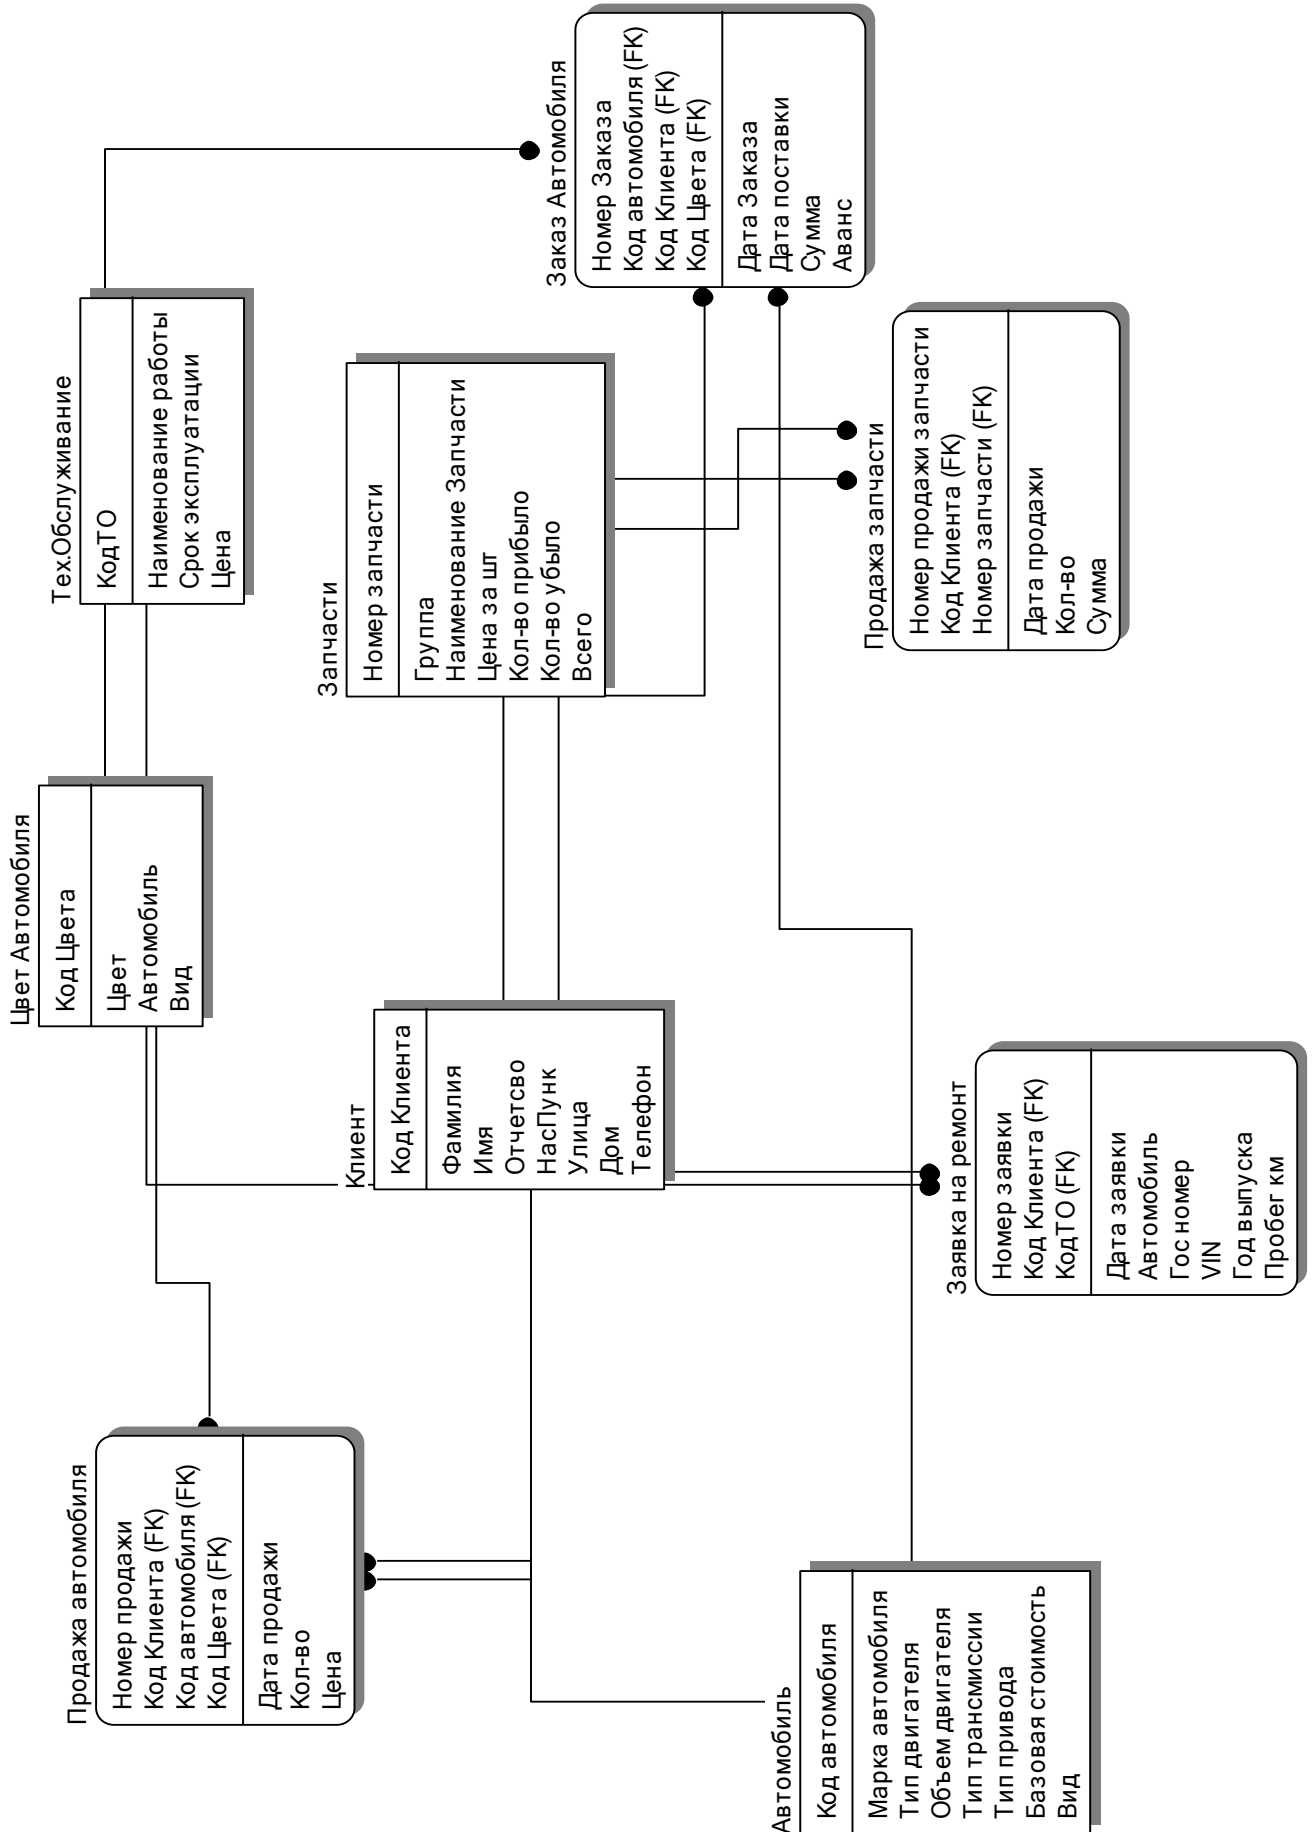 Продажа автомобиля
Номер продажи
Код Клиента (FK)
Код автомобиля (FK)
Код Цвета (FK)
Дата продажи
Кол-во
Цена
Цвет Автомобиля
Код Цвета
Цвет
Автомобиль
Вид
Тех.Обслуживание
КодТО
Наименование работы
Срок эксплуатации
Цена
Клиент
Код Клиента
Фамилия
Имя
Отчетсво
НасПунк
Улица
Дом
Телефон
Запчасти
Номер запчасти
Группа
Наименование Запчасти
Цена за шт
Кол-во прибыло
Кол-во убыло
Всего
Заказ Автомобиля
Номер Заказа
Код автомобиля (FK)
Код Клиента (FK)
Код Цвета (FK)
Дата Заказа
Дата поставки
Сумма
Аванс
Автомобиль
Код автомобиля
Марка автомобиля
Тип двигателя
Объем двигателя
Тип трансмиссии
Тип привода
Базовая стоимость
Вид
Заявка на ремонт
Номер заявки
Код Клиента (FK)
КодТО (FK)
Дата заявки
Автомобиль
Гос номер
VIN
Год выпуска
Пробег км
Продажа запчасти
Номер продажи запчасти
Код Клиента (FK)
Номер запчасти (FK)
Дата продажи
Кол-во
Сумма